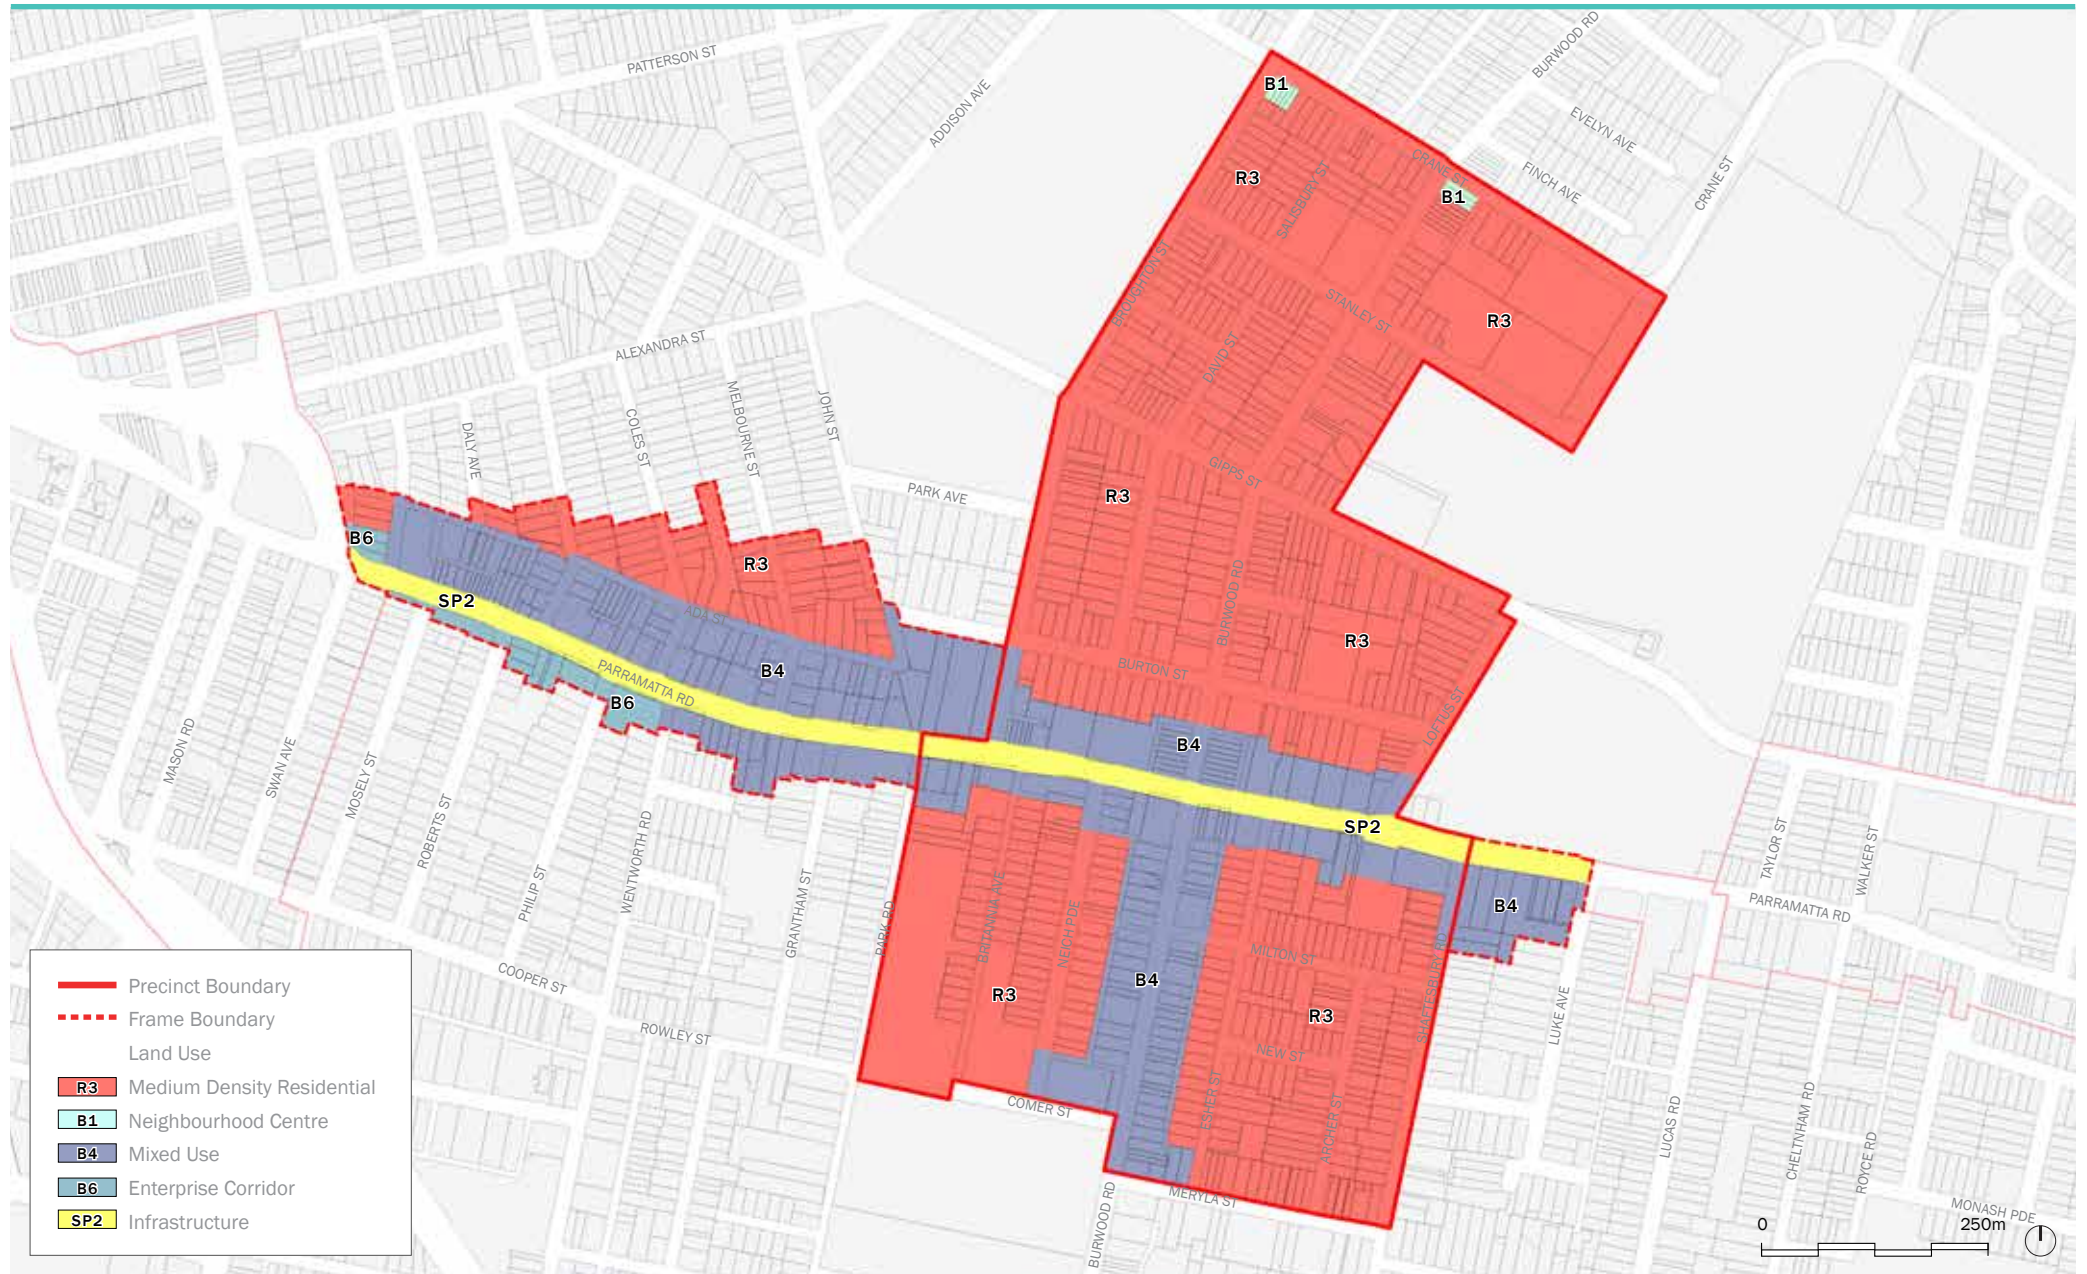 PATTERSON ST
ADDISON AVE
BURWOOD RD
EVELYN AVE
FINCH AVE
CRANE ST
CRANE ST
B1
B1
R3
SALISBURY ST
BROUGHTON ST
STANLEY ST
R3
DAVID ST
ALEXANDRA ST
MELBOURNE ST
JOHN ST
COLES ST
DALY AVE
PARK AVE
GIPPS ST
R3
B6
R3
SP2
ADA ST
BURWOOD RD
R3
B4
PARRAMATTA RD
B6
BURTON ST
LOFTUS ST
B4
MASON RD
SWAN AVE
MOSELY ST
ROBERTS ST
PHILIP ST
WENTWORTH RD
GRANTHAM ST
PARK RD
BRITANNIA AVE
NEICH PDE
SP2
TAYLOR ST
WALKER ST
PARRAMATTA RD
B4
MILTON ST
SHAFTESBURY RD
B4
R3
R3
NEW ST
LUKE AVE
COOPER ST
ROWLEY ST
COMER ST
ESHER ST
ARCHER ST
LUCAS RD
CHELTNHAM RD
ROYCE RD
MERYLA ST
BURWOOD RD
MONASH PDE
Precinct Boundary
Frame Boundary
Land Use
R3 Medium Density Residential
B1 Neighbourhood Centre
B4 Mixed Use
B6 Enterprise Corridor
SP2 Infrastructure
0 250m